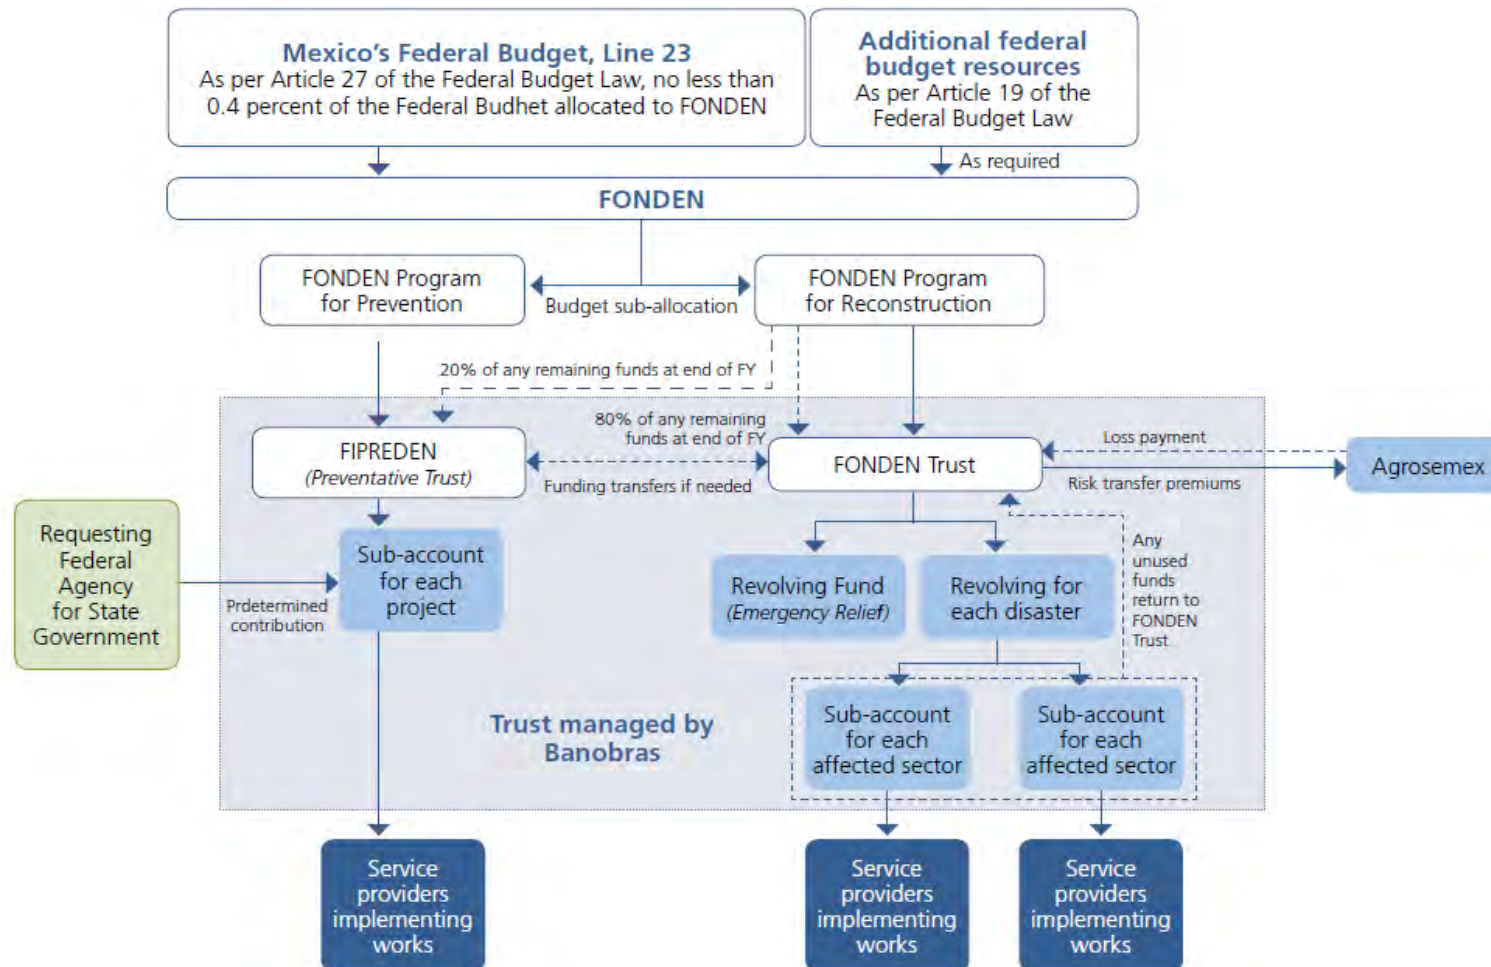 Mexico's Federal Budget, Line 23
As per Article 27 of the Federal Budget Law, no less than
0.4 percent of the Federal Budhet allocated to FONDEN
Additional federal
budget resources
As per Article 19 of the
Federal Budget Law
As required
FONDEN
FONDEN Program
for Prevention
Budget sub-allocation
FONDEN Program
for Reconstruction
20% of any remaining funds at end of FY
80% of any remaining
funds at end of FY
FIPREDEN
(Preventative Trust)
Funding transfers if needed
FONDEN Trust
Loss payment
Risk transfer premiums
Agrosemex
Requesting
Federal
Agency
for State
Government
Prdetermined
contribution
Sub-account
for each
project
Revolving Fund
(Emergency Relief)
Revolving for
each disaster
Any
unused
funds
return to
FONDEN
Trust
Trust managed by
Banobras
Sub-account
for each
affected sector
Sub-account
for each
affected sector
Service
providers
implementing
works
Service
providers
implementing
works
Service
providers
implementing
works